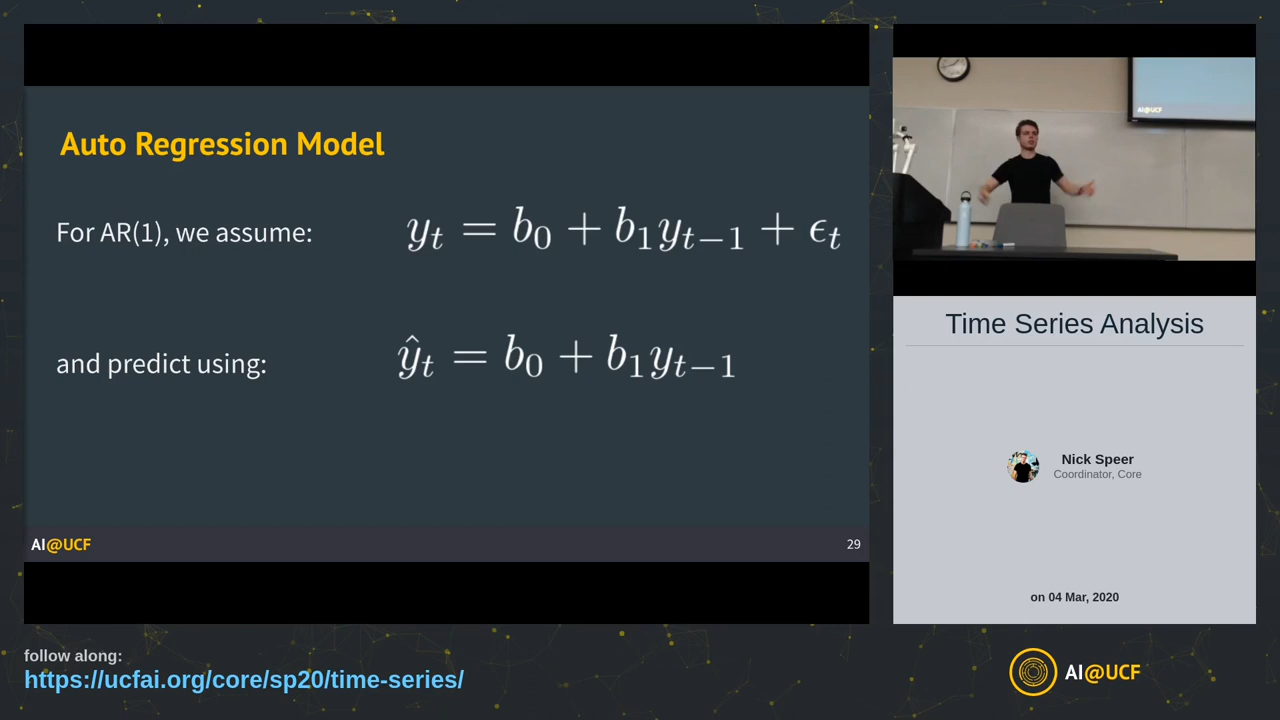 Auto Regression Model
For AR(1), we assume: y_t = b_0 + b_1 y_{t-1} + ϵ_t
and predict using: ŷ_t = b_0 + b_1 y_{t-1}
AI@UCF
29
AI@UCF
Time Series Analysis
Nick Speer
Coordinator, Core
on 04 Mar, 2020
follow along:
https://ucfai.org/core/sp20/time-series/
AI@UCF